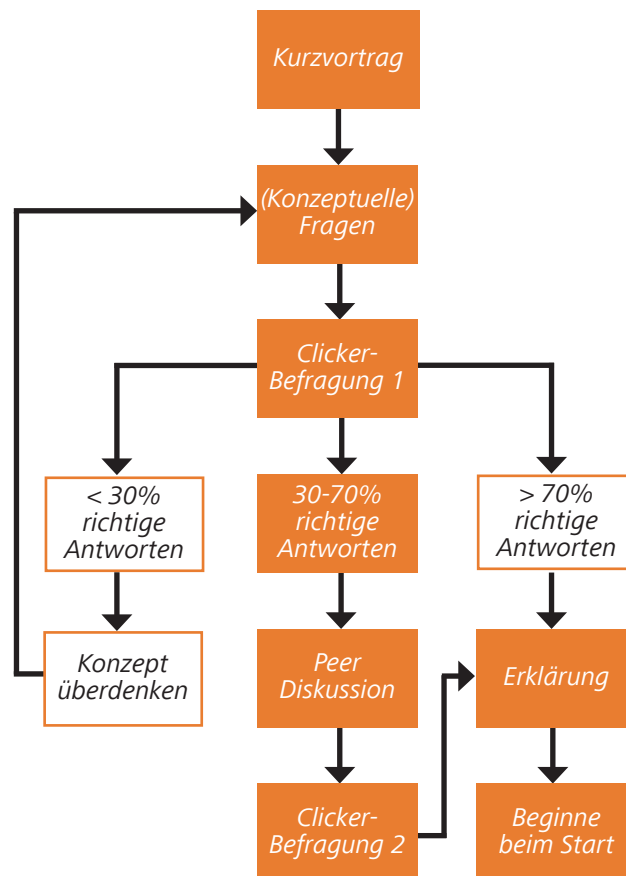 Kurzvortrag
(Konzeptuelle)
Fragen
Clicker-
Befragung 1
< 30%
richtige
Antworten
30-70%
richtige
Antworten
> 70%
richtige
Antworten
Konzept
überdenken
Peer
Diskussion
Erklärung
Clicker-
Befragung 2
Beginne
beim Start